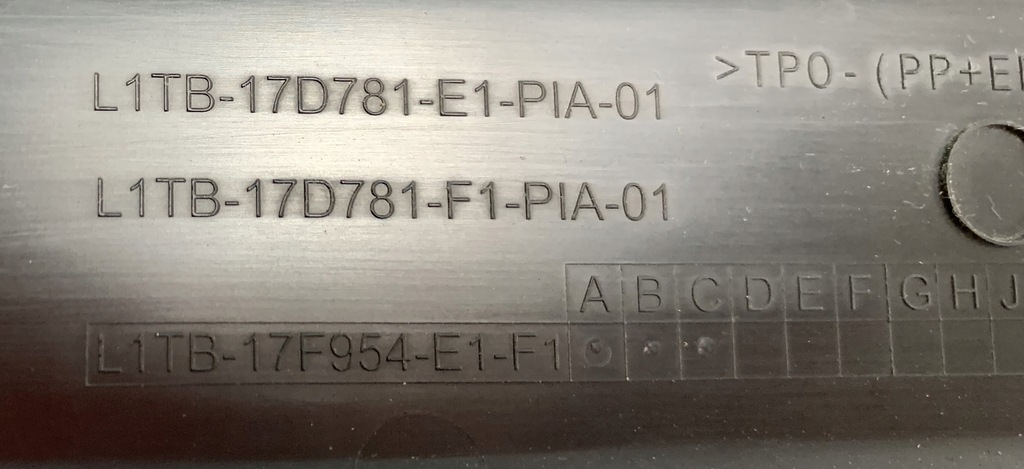 L1TB-17D781-E1-PIA-01
>TPO-(PP+E
L1TB-17D781-F1-PIA-01
A B C D E F G H J
L1TB-17F954-E1-F1